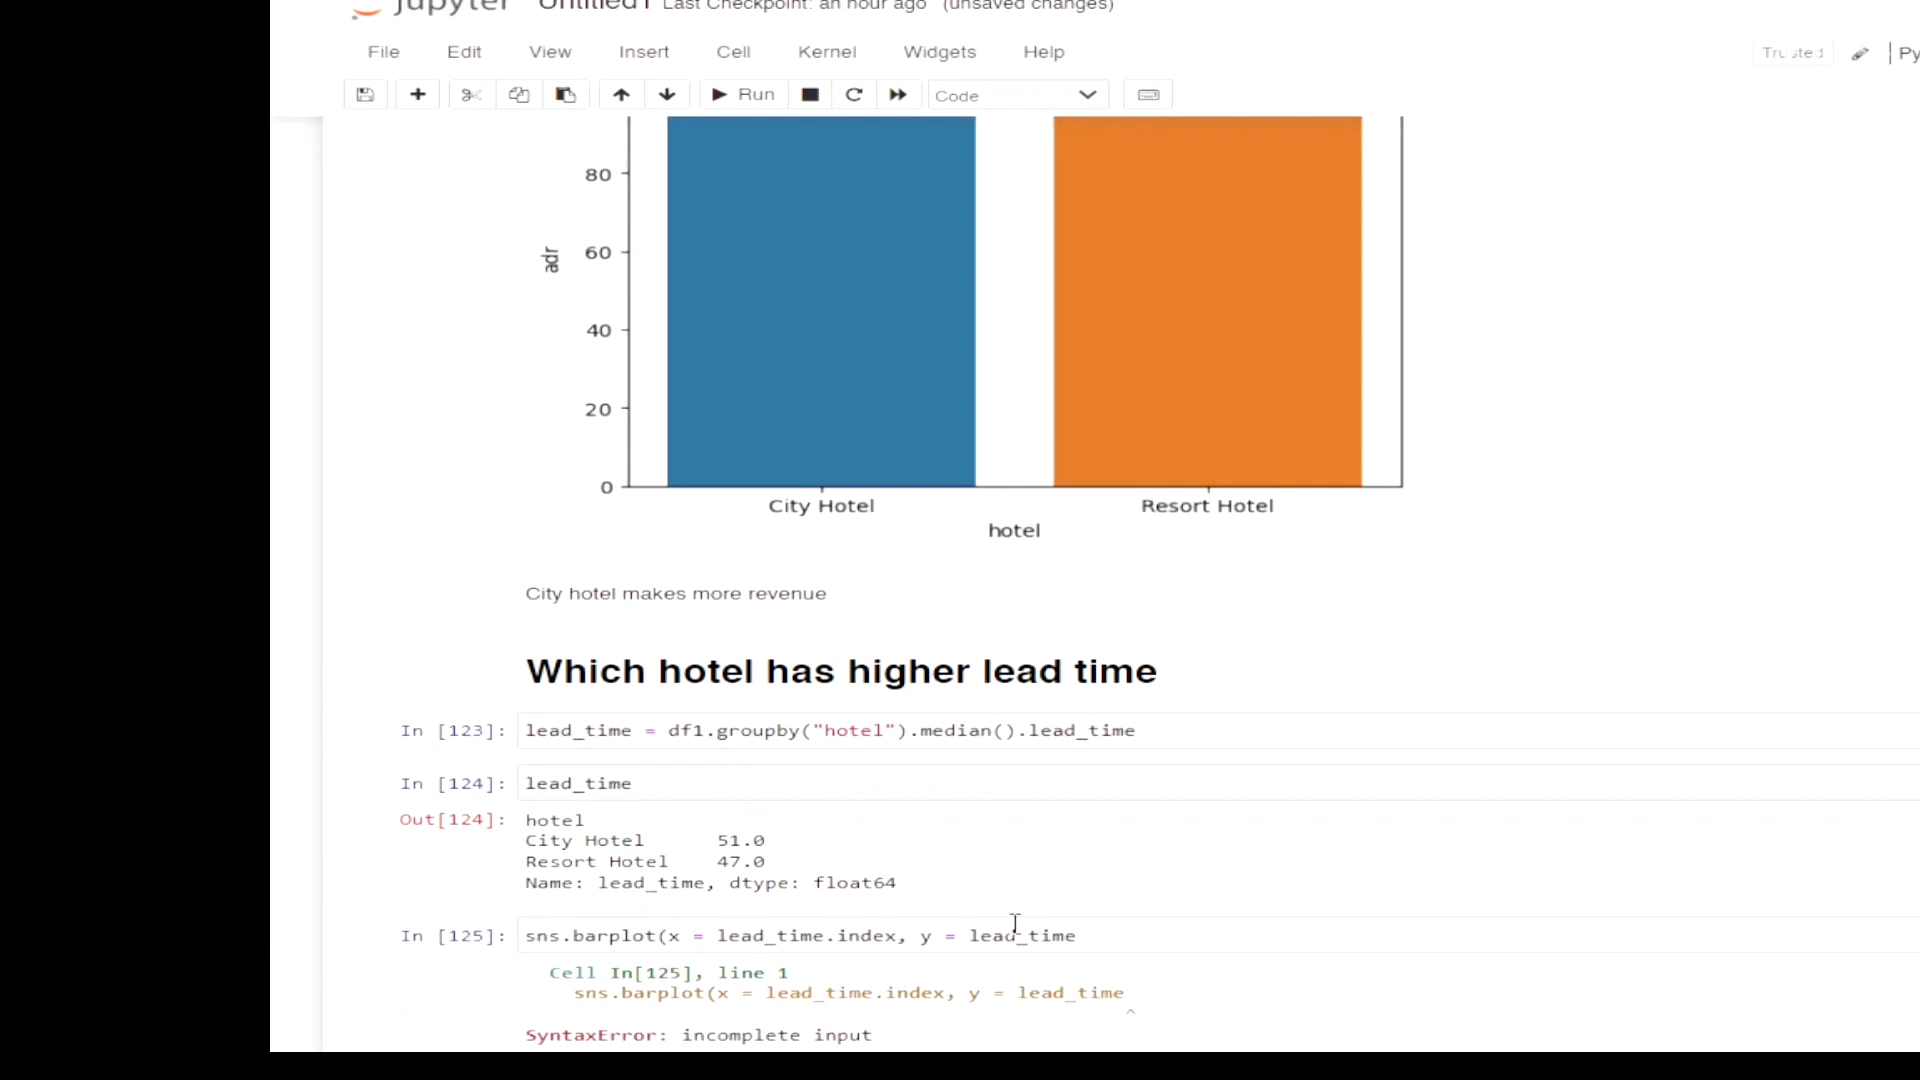 jupyter Untitled1 Last Checkpoint: an hour ago (unsaved changes)
File Edit View Insert Cell Kernel Widgets Help Trusted Py
Run Code
80
60
40
20
0
adr
City Hotel Resort Hotel
hotel
City hotel makes more revenue
Which hotel has higher lead time
In [123]: lead_time = df1.groupby("hotel").median().lead_time
In [124]: lead_time
Out[124]: hotel
City Hotel 51.0
Resort Hotel 47.0
Name: lead_time, dtype: float64
In [125]: sns.barplot(x = lead_time.index, y = lead_time
Cell In[125], line 1
sns.barplot(x = lead_time.index, y = lead_time
^
SyntaxError: incomplete input